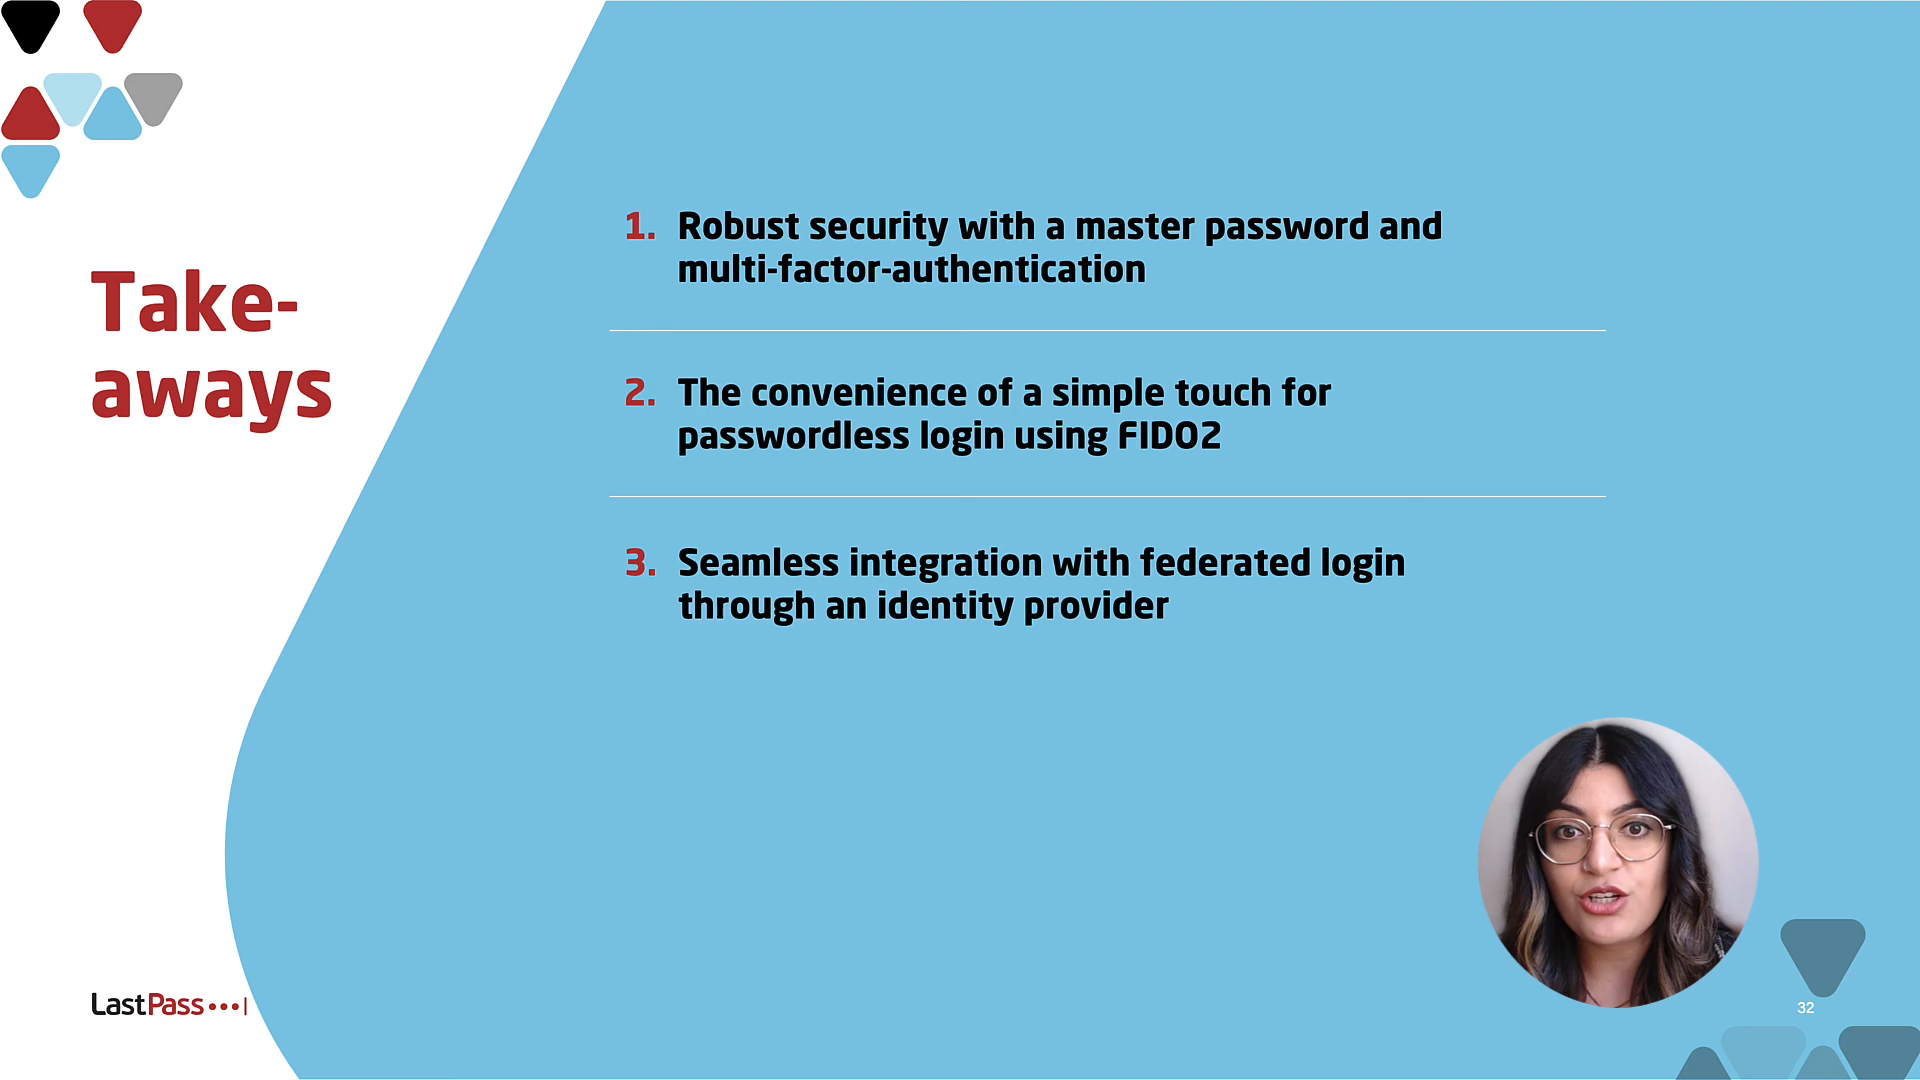 Take-
aways
1. Robust security with a master password and
multi-factor-authentication
2. The convenience of a simple touch for
passwordless login using FIDO2
3. Seamless integration with federated login
through an identity provider
LastPass
32